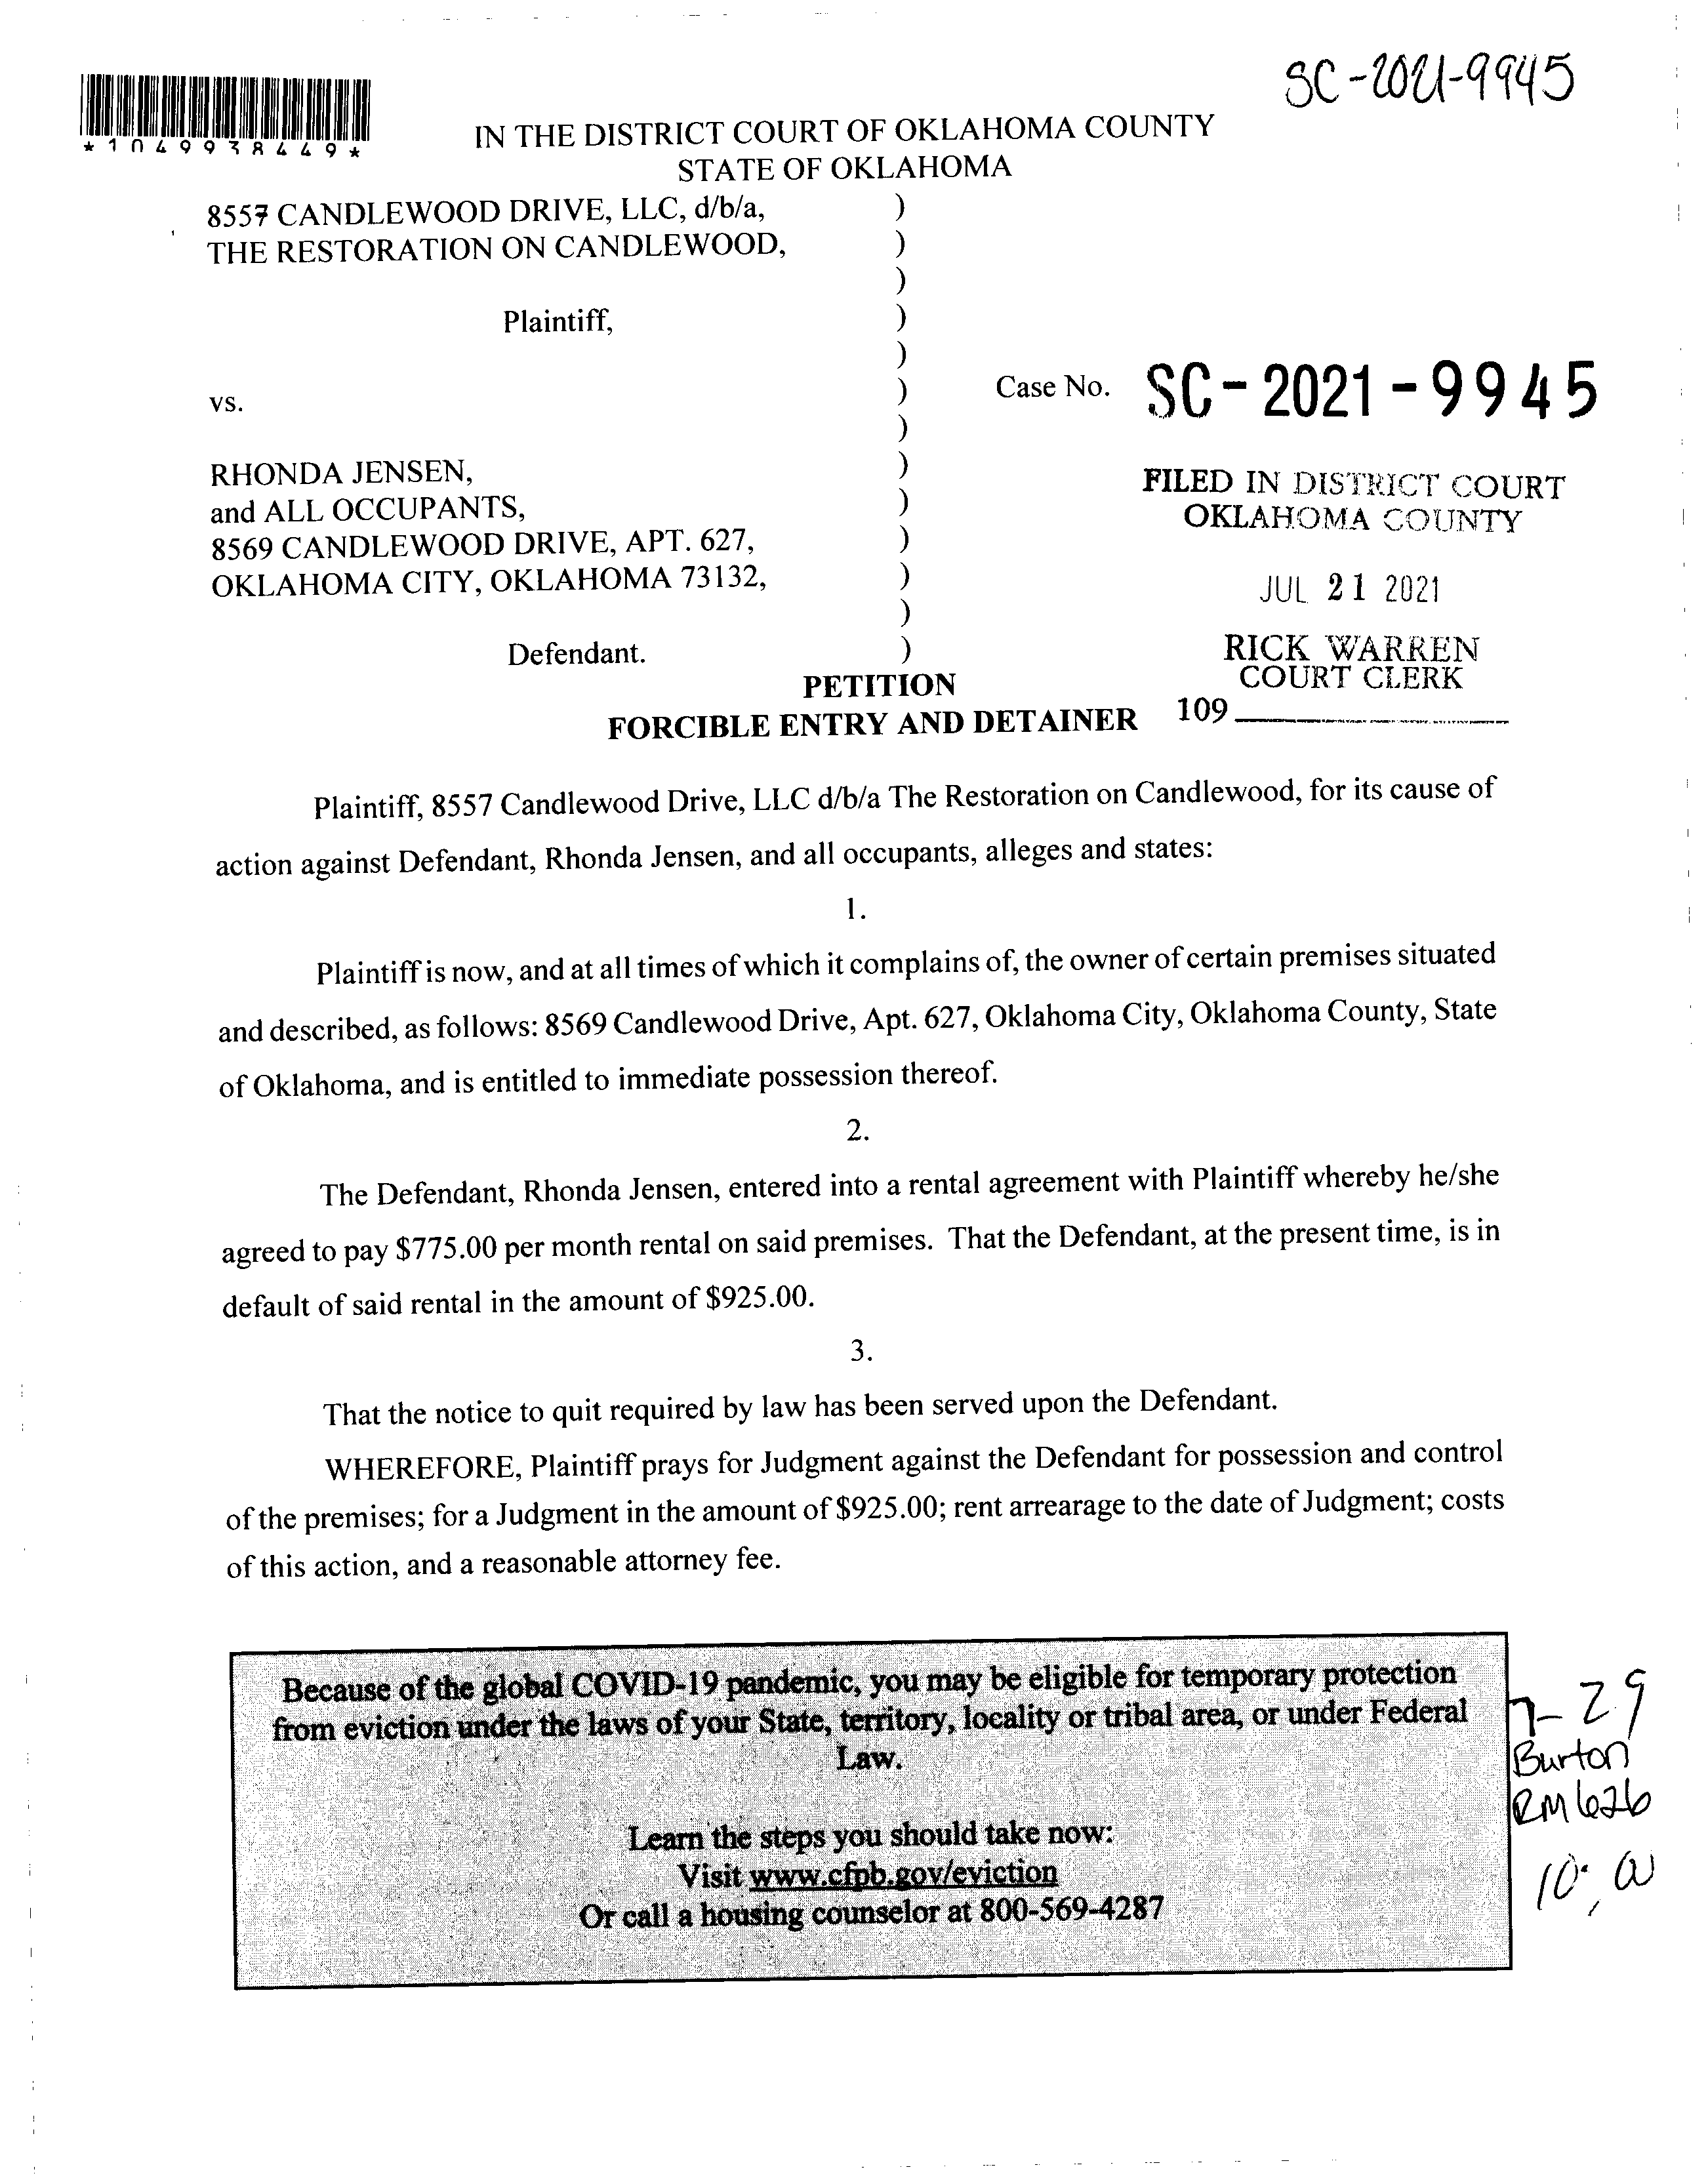 SC-2021-9945
*1049938449*
IN THE DISTRICT COURT OF OKLAHOMA COUNTY
STATE OF OKLAHOMA
8557 CANDLEWOOD DRIVE, LLC, d/b/a, )
THE RESTORATION ON CANDLEWOOD, )
)
Plaintiff, )
)
vs. ) Case No. SC-2021-9945
)
RHONDA JENSEN, )
and ALL OCCUPANTS, )
8569 CANDLEWOOD DRIVE, APT. 627, )
OKLAHOMA CITY, OKLAHOMA 73132, )
)
Defendant. )
FILED IN DISTRICT COURT
OKLAHOMA COUNTY
JUL 21 2021
RICK WARREN
COURT CLERK
109
PETITION
FORCIBLE ENTRY AND DETAINER
Plaintiff, 8557 Candlewood Drive, LLC d/b/a The Restoration on Candlewood, for its cause of
action against Defendant, Rhonda Jensen, and all occupants, alleges and states:
1.
Plaintiff is now, and at all times of which it complains of, the owner of certain premises situated
and described, as follows: 8569 Candlewood Drive, Apt. 627, Oklahoma City, Oklahoma County, State
of Oklahoma, and is entitled to immediate possession thereof.
2.
The Defendant, Rhonda Jensen, entered into a rental agreement with Plaintiff whereby he/she
agreed to pay $775.00 per month rental on said premises. That the Defendant, at the present time, is in
default of said rental in the amount of $925.00.
3.
That the notice to quit required by law has been served upon the Defendant.
WHEREFORE, Plaintiff prays for Judgment against the Defendant for possession and control
of the premises; for a Judgment in the amount of $925.00; rent arrearage to the date of Judgment; costs
of this action, and a reasonable attorney fee.
Because of the global COVID-19 pandemic, you may be eligible for temporary protection
from eviction under the laws of your State, territory, locality or tribal area, or under Federal
Law.
Learn the steps you should take now:
Visit www.cfpb.gov/eviction
Or call a housing counselor at 800-569-4287
7-29
Burton
RM 626
10:00